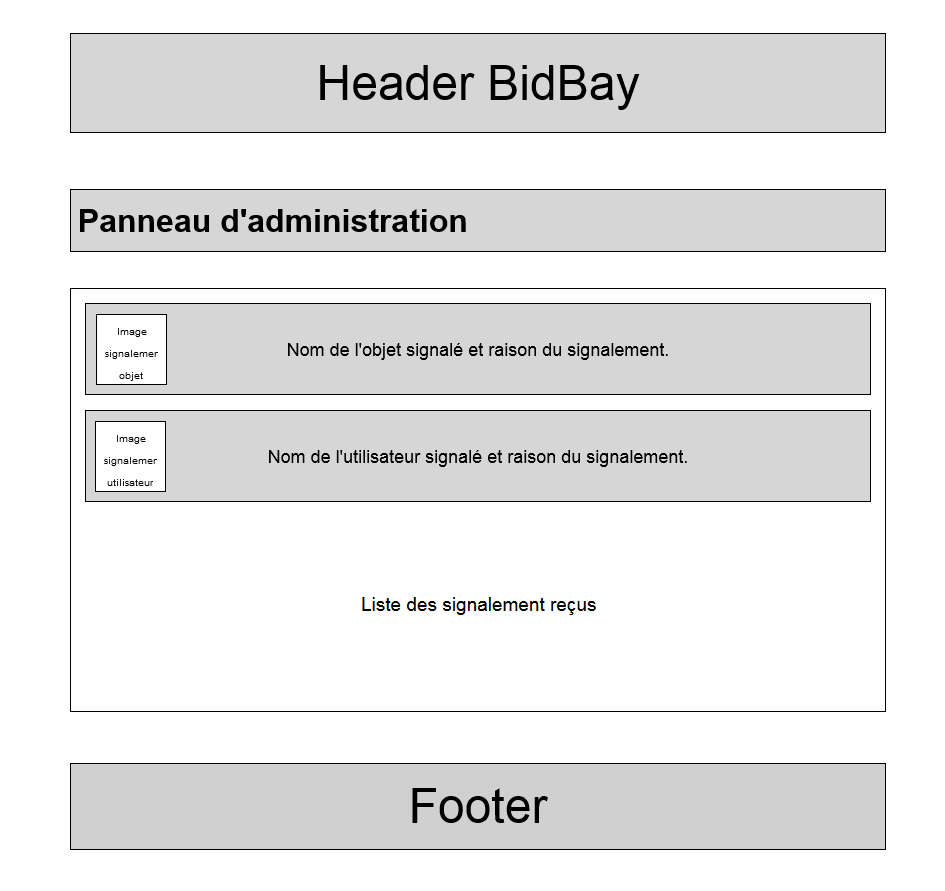 Header BidBay
Panneau d'administration
Image
signalemer
objet
Nom de l'objet signalé et raison du signalement.
Image
signalemer
utilisateur
Nom de l'utilisateur signalé et raison du signalement.
Liste des signalement reçus
Footer